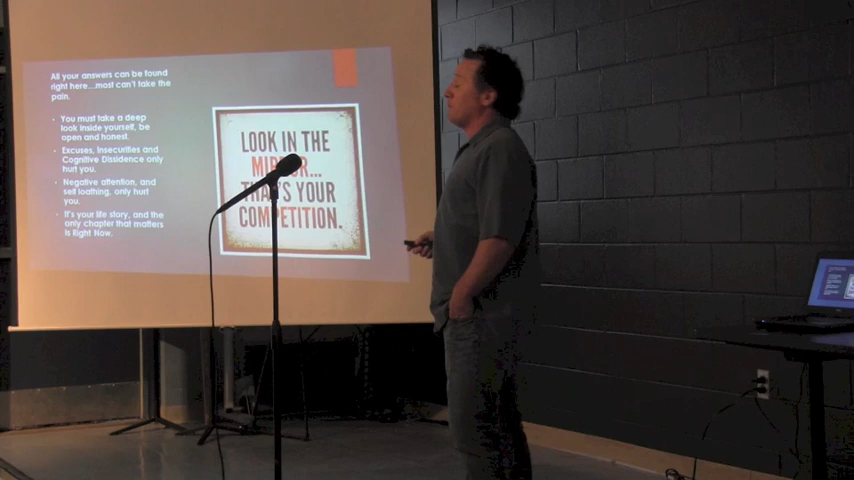 All your answers can be found
right here....most can't take the
pain.
You must take a deep
look inside yourself, be
open and honest.
Excuses, Insecurities and
Cognitive Dissidence only
hurt you.
Negative attention, and
self loathing, only hurt
you.
It's your life story, and the
only chapter that matters
is Right Now.
LOOK IN THE
MIRROR...
THAT'S YOUR
COMPETITION.